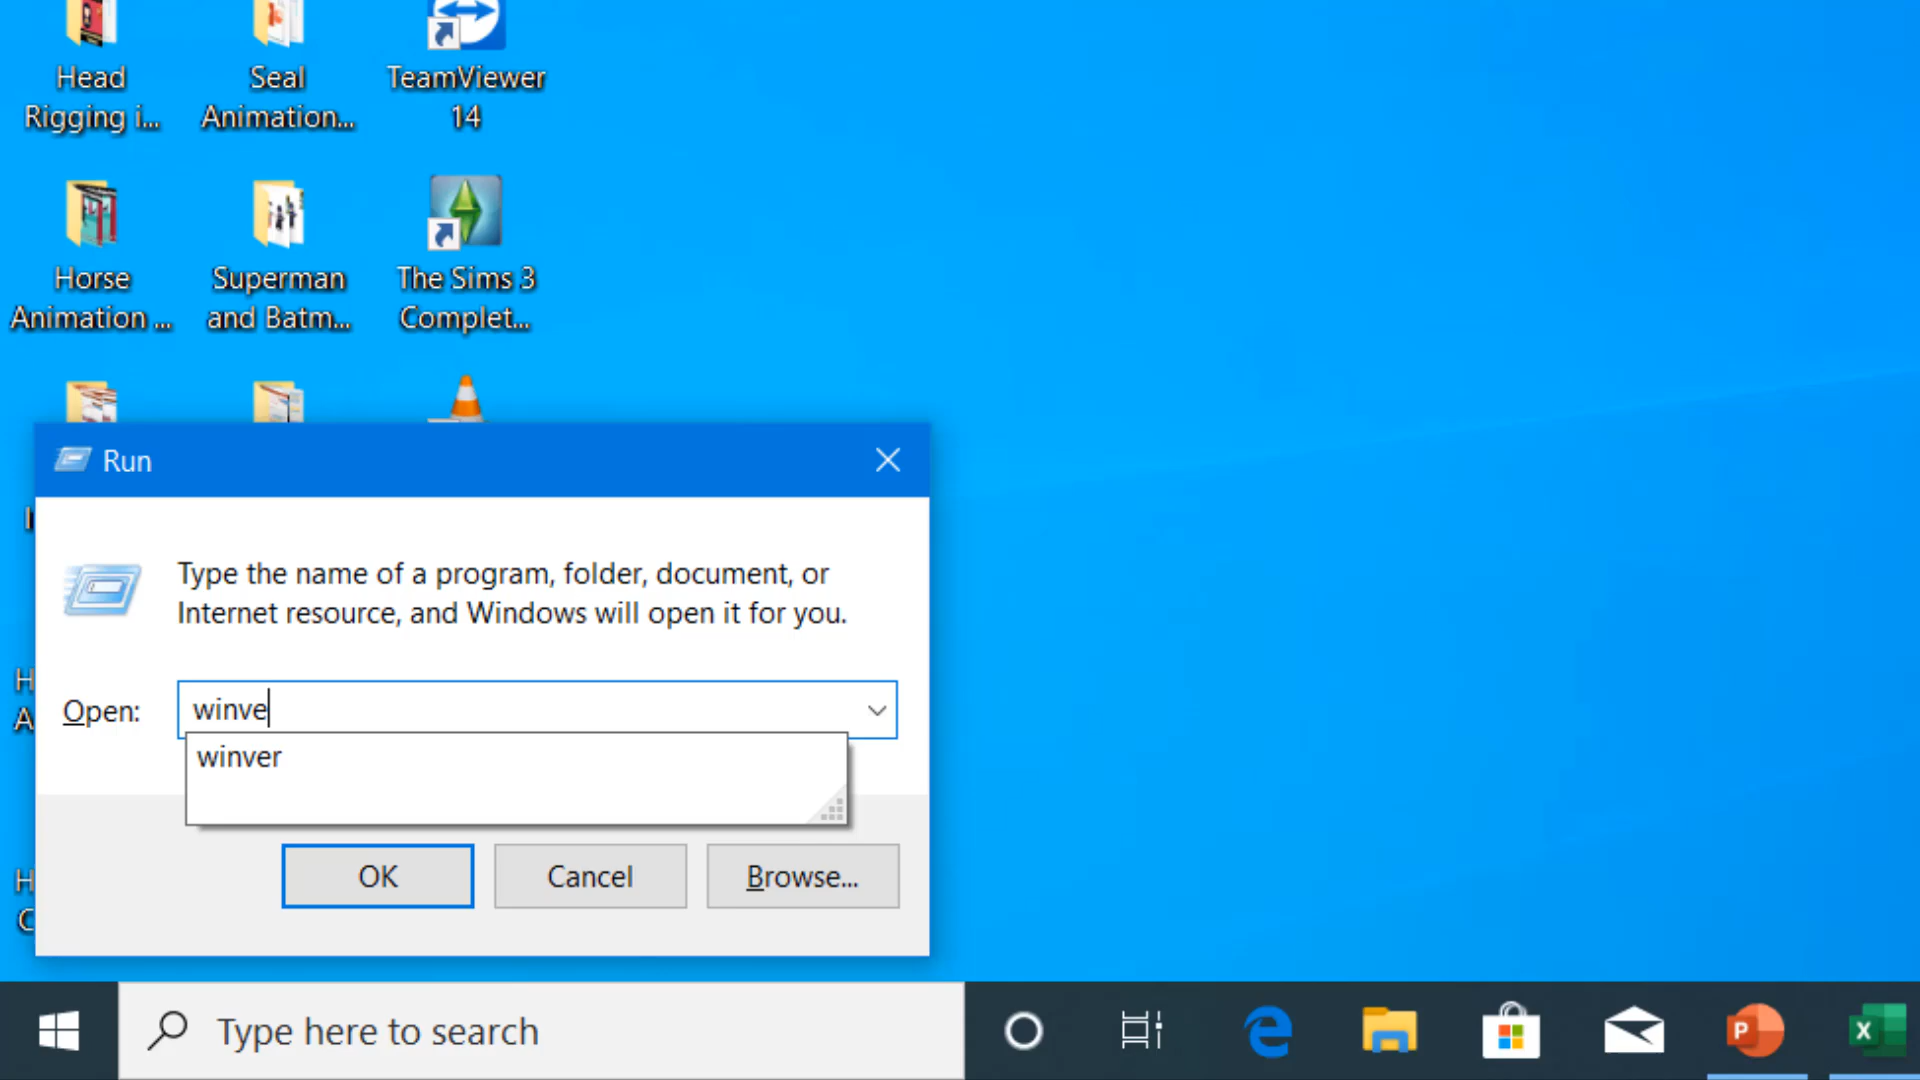 Head
Rigging i...
Seal
Animation...
TeamViewer
14
Horse
Animation ...
Superman
and Batm...
The Sims 3
Complet...
Run
Type the name of a program, folder, document, or
Internet resource, and Windows will open it for you.
Open:
winve
winver
OK
Cancel
Browse...
H
A
H
C
Type here to search
P
X